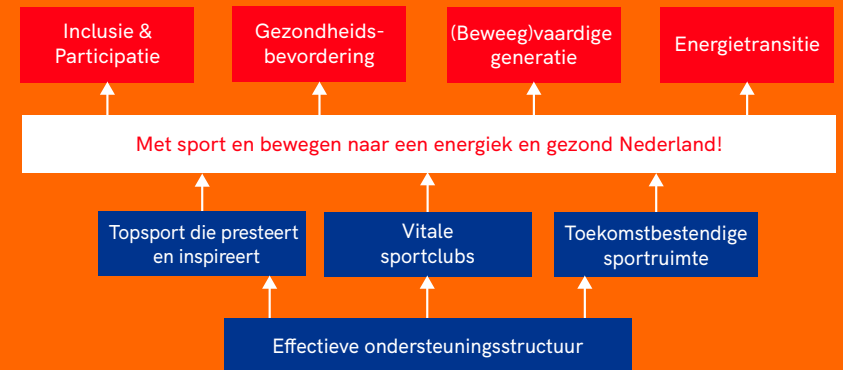 Inclusie &
Participatie
Gezondheids-
bevordering
(Beweeg)vaardige
generatie
Energietransitie
Met sport en bewegen naar een energiek en gezond Nederland!
Topsport die presteert
en inspireert
Vitale
sportclubs
Toekomstbestendige
sportruimte
Effectieve ondersteuningsstructuur